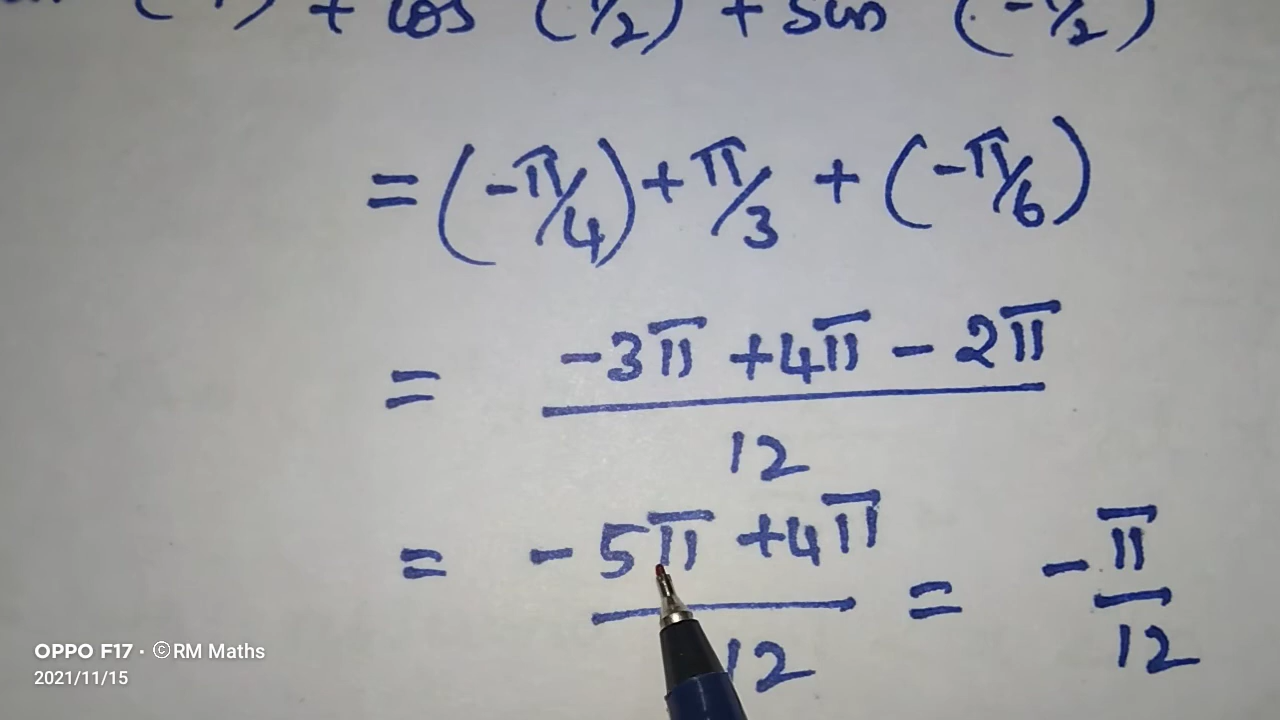 + cos (1/2) + sin (-1/2)
= (-π/4) + π/3 + (-π/6)
= -3π + 4π - 2π
12
= -5π + 4π = -π
12 12
OPPO F17 · ©RM Maths
2021/11/15